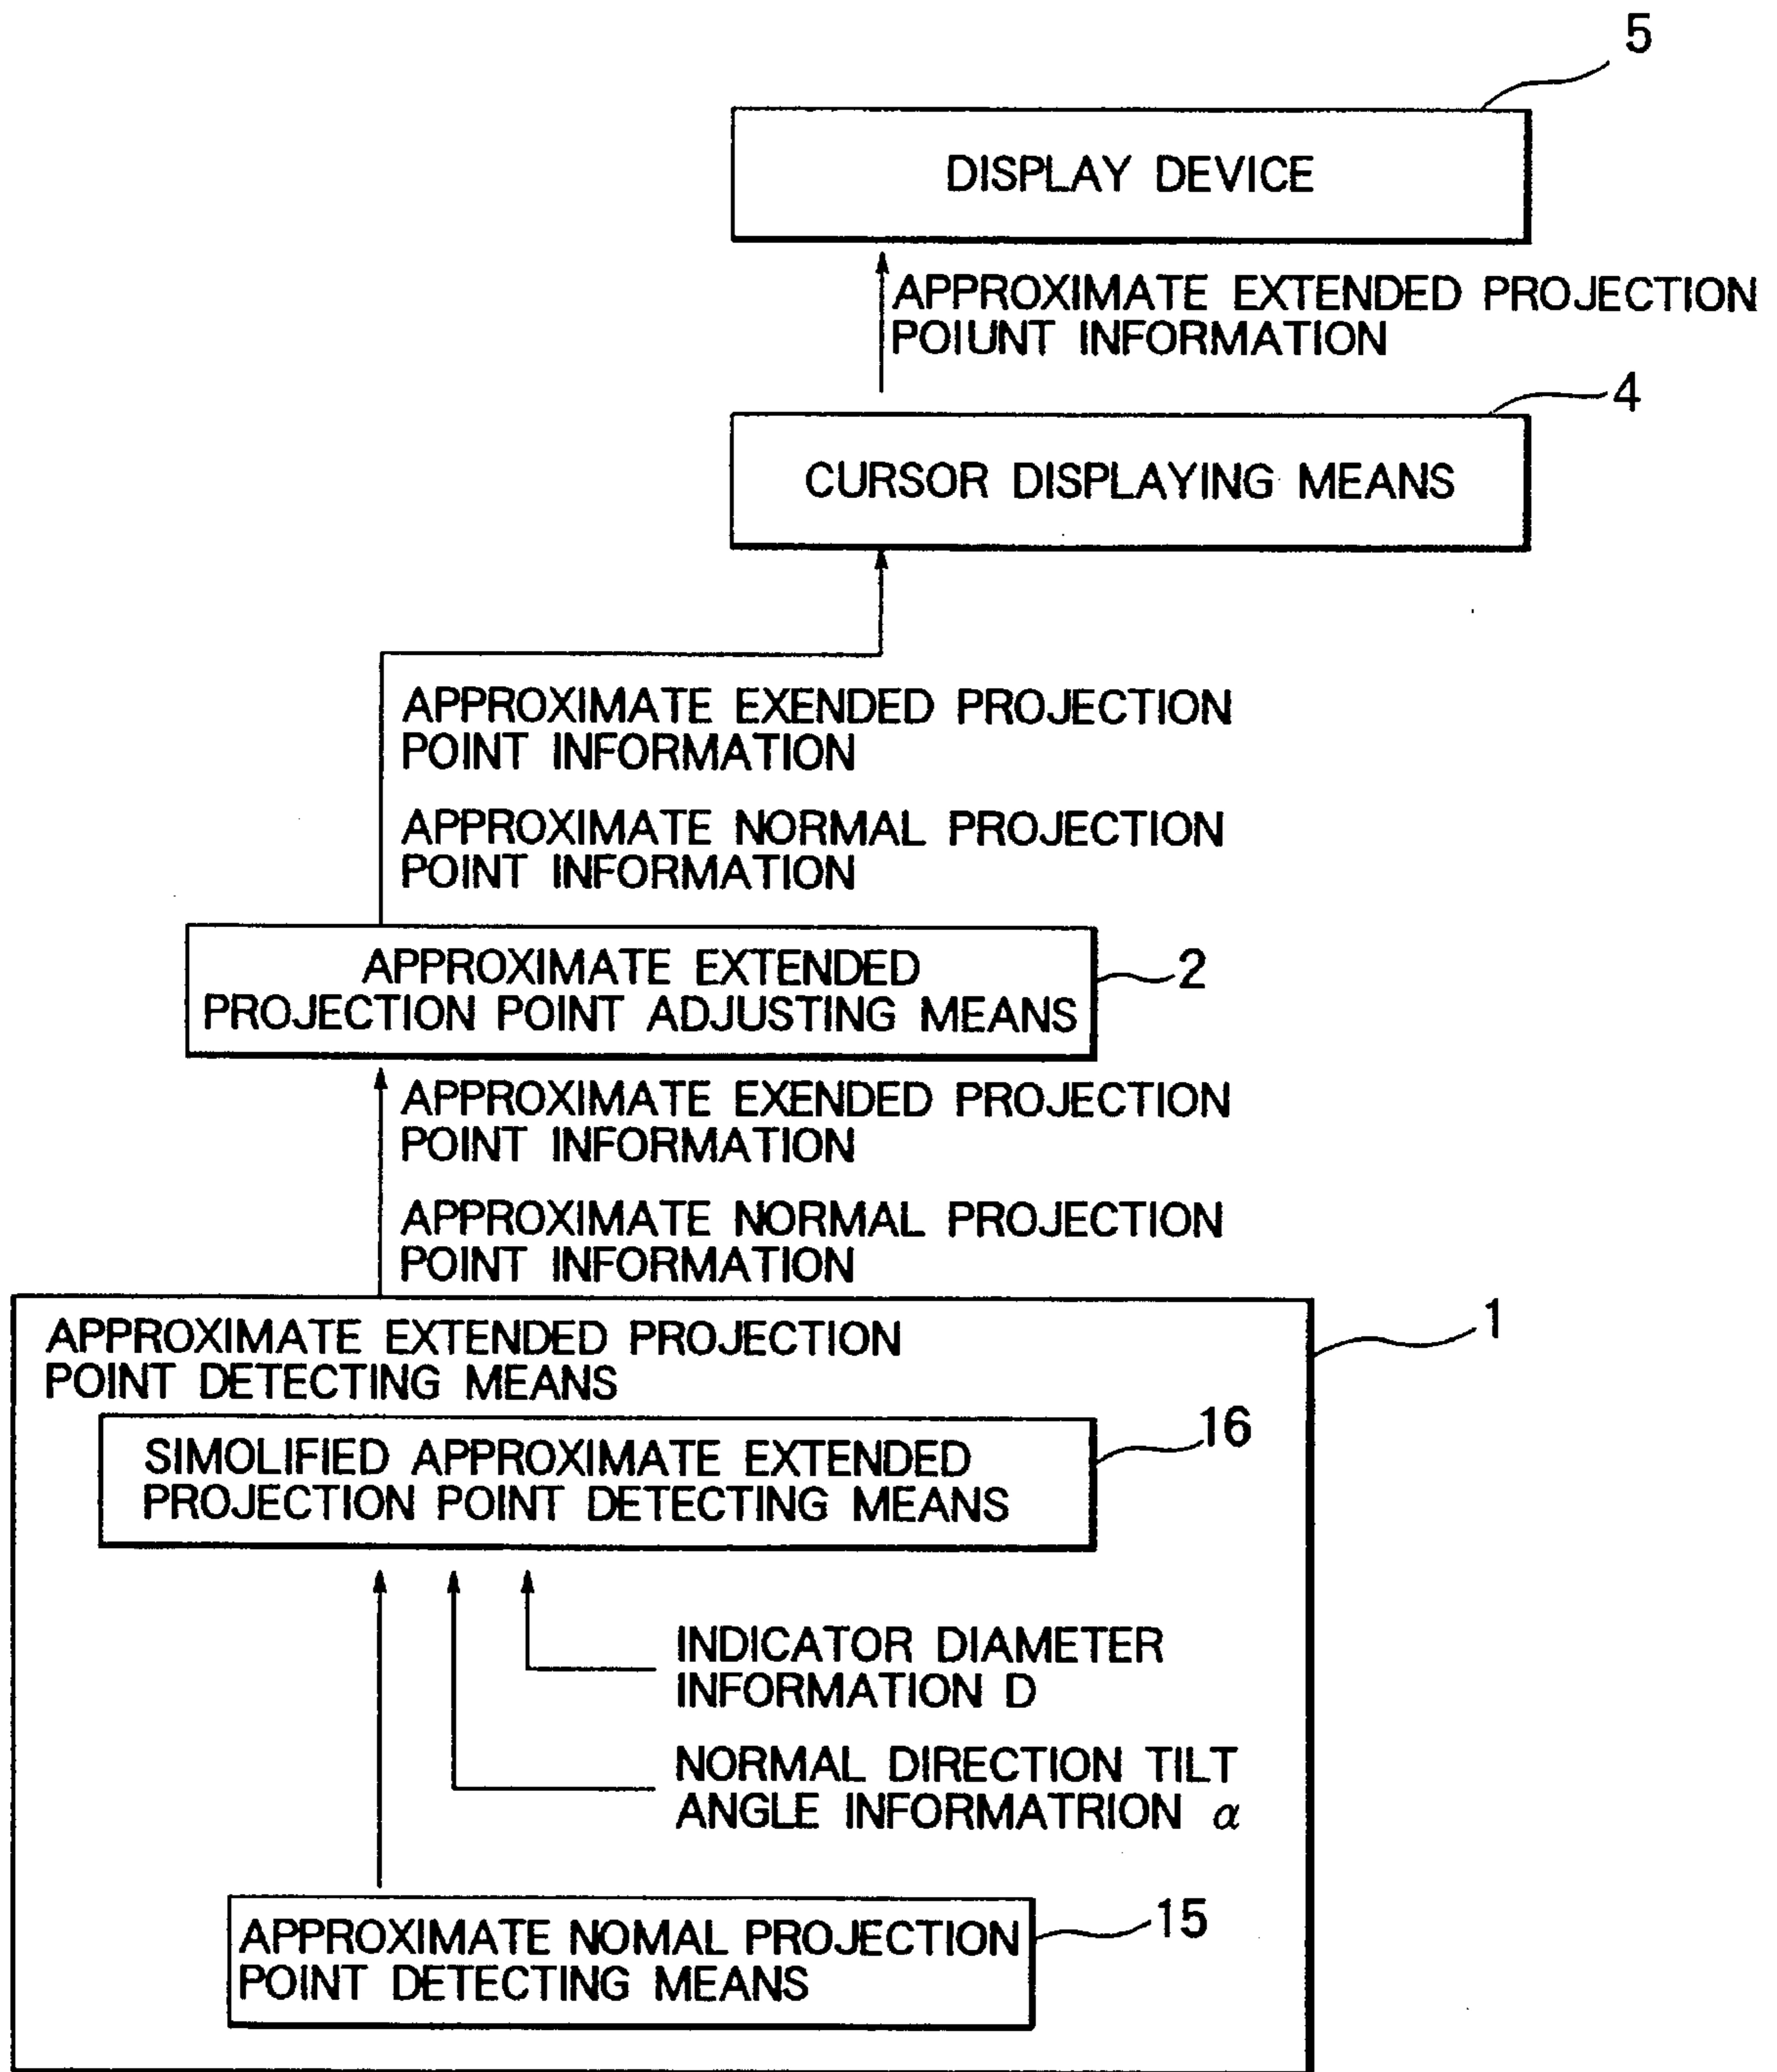 5
DISPLAY DEVICE
APPROXIMATE EXTENDED PROJECTION
POIUNT INFORMATION
4
CURSOR DISPLAYING MEANS
APPROXIMATE EXENDED PROJECTION
POINT INFORMATION
APPROXIMATE NORMAL PROJECTION
POINT INFORMATION
APPROXIMATE EXTENDED
PROJECTION POINT ADJUSTING MEANS
2
APPROXIMATE EXENDED PROJECTION
POINT INFORMATION
APPROXIMATE NORMAL PROJECTION
POINT INFORMATION
1
APPROXIMATE EXTENDED PROJECTION
POINT DETECTING MEANS
16
SIMOLIFIED APPROXIMATE EXTENDED
PROJECTION POINT DETECTING MEANS
INDICATOR DIAMETER
INFORMATION D
NORMAL DIRECTION TILT
ANGLE INFORMATRION α
15
APPROXIMATE NOMAL PROJECTION
POINT DETECTING MEANS